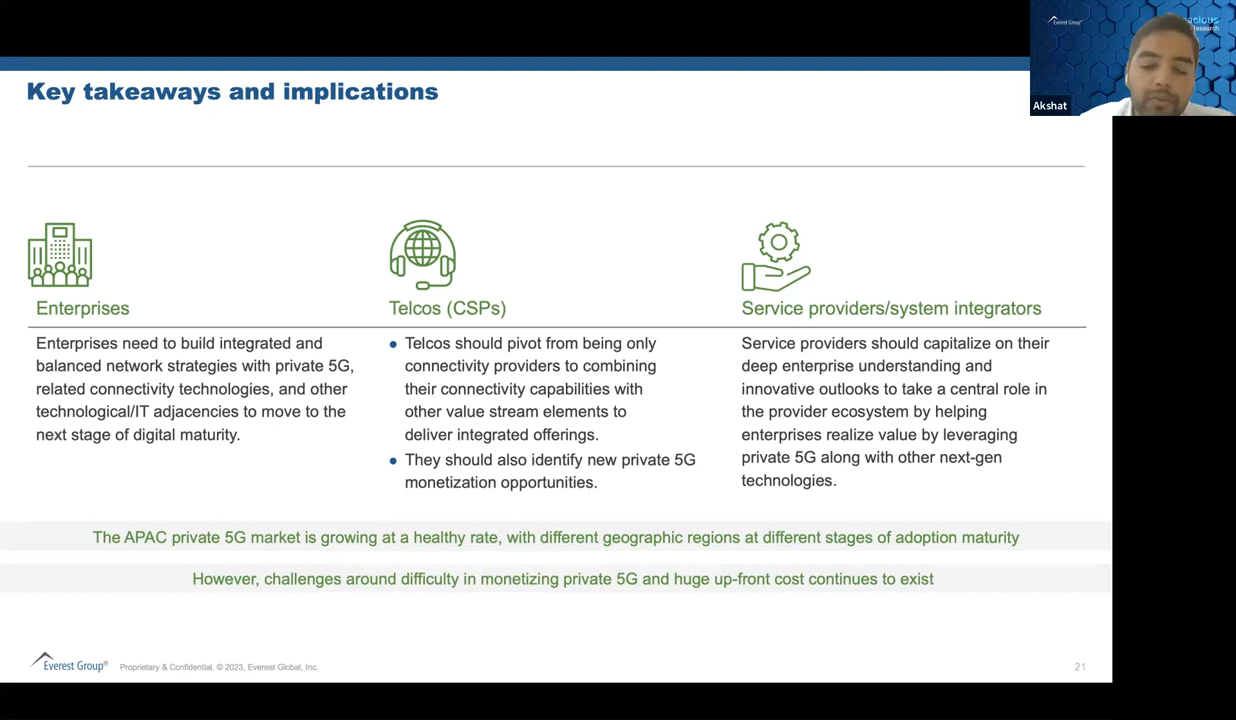 Key takeaways and implications
Everest Group®
Research
Akshat
Enterprises
Enterprises need to build integrated and
balanced network strategies with private 5G,
related connectivity technologies, and other
technological/IT adjacencies to move to the
next stage of digital maturity.
Telcos (CSPs)
Telcos should pivot from being only
connectivity providers to combining
their connectivity capabilities with
other value stream elements to
deliver integrated offerings.
They should also identify new private 5G
monetization opportunities.
Service providers/system integrators
Service providers should capitalize on their
deep enterprise understanding and
innovative outlooks to take a central role in
the provider ecosystem by helping
enterprises realize value by leveraging
private 5G along with other next-gen
technologies.
The APAC private 5G market is growing at a healthy rate, with different geographic regions at different stages of adoption maturity
However, challenges around difficulty in monetizing private 5G and huge up-front cost continues to exist
Everest Group® Proprietary & Confidential. © 2023, Everest Global, Inc.
21